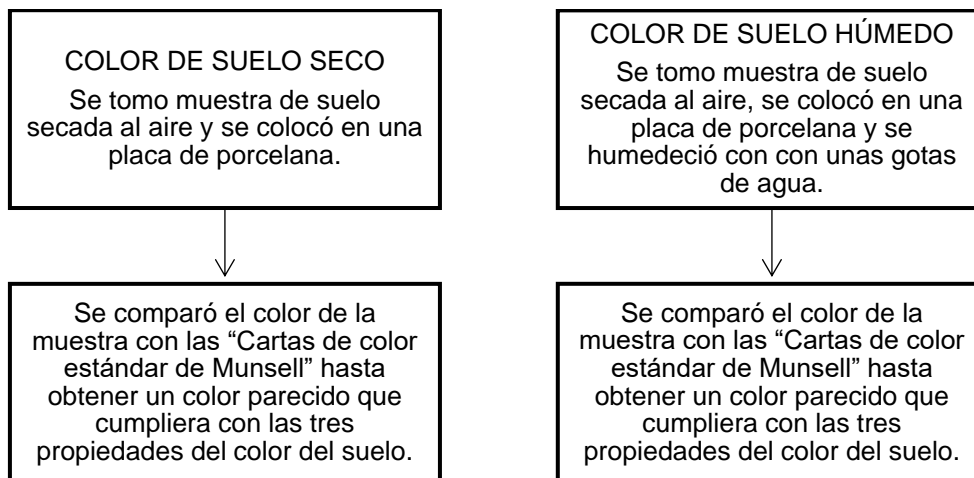 COLOR DE SUELO SECO
Se tomo muestra de suelo
secada al aire y se colocó en una
placa de porcelana.
Se comparó el color de la
muestra con las “Cartas de color
estándar de Munsell” hasta
obtener un color parecido que
cumpliera con las tres
propiedades del color del suelo.
COLOR DE SUELO HÚMEDO
Se tomo muestra de suelo
secada al aire, se colocó en una
placa de porcelana y se
humedeció con con unas gotas
de agua.
Se comparó el color de la
muestra con las “Cartas de color
estándar de Munsell” hasta
obtener un color parecido que
cumpliera con las tres
propiedades del color del suelo.